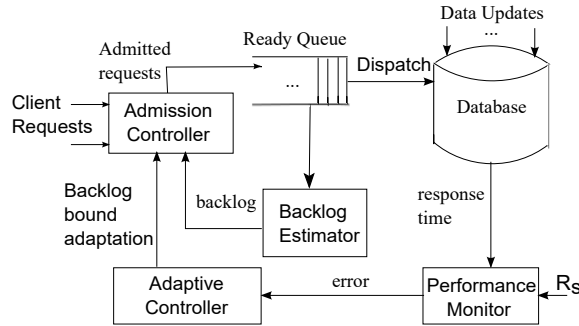 Data Updates
...
Ready Queue
Admitted
requests
Dispatch
...
Client
Requests
Admission
Controller
Database
Backlog
bound
adaptation
backlog
Backlog
Estimator
response
time
Adaptive
Controller
error
Performance
Monitor
Rs